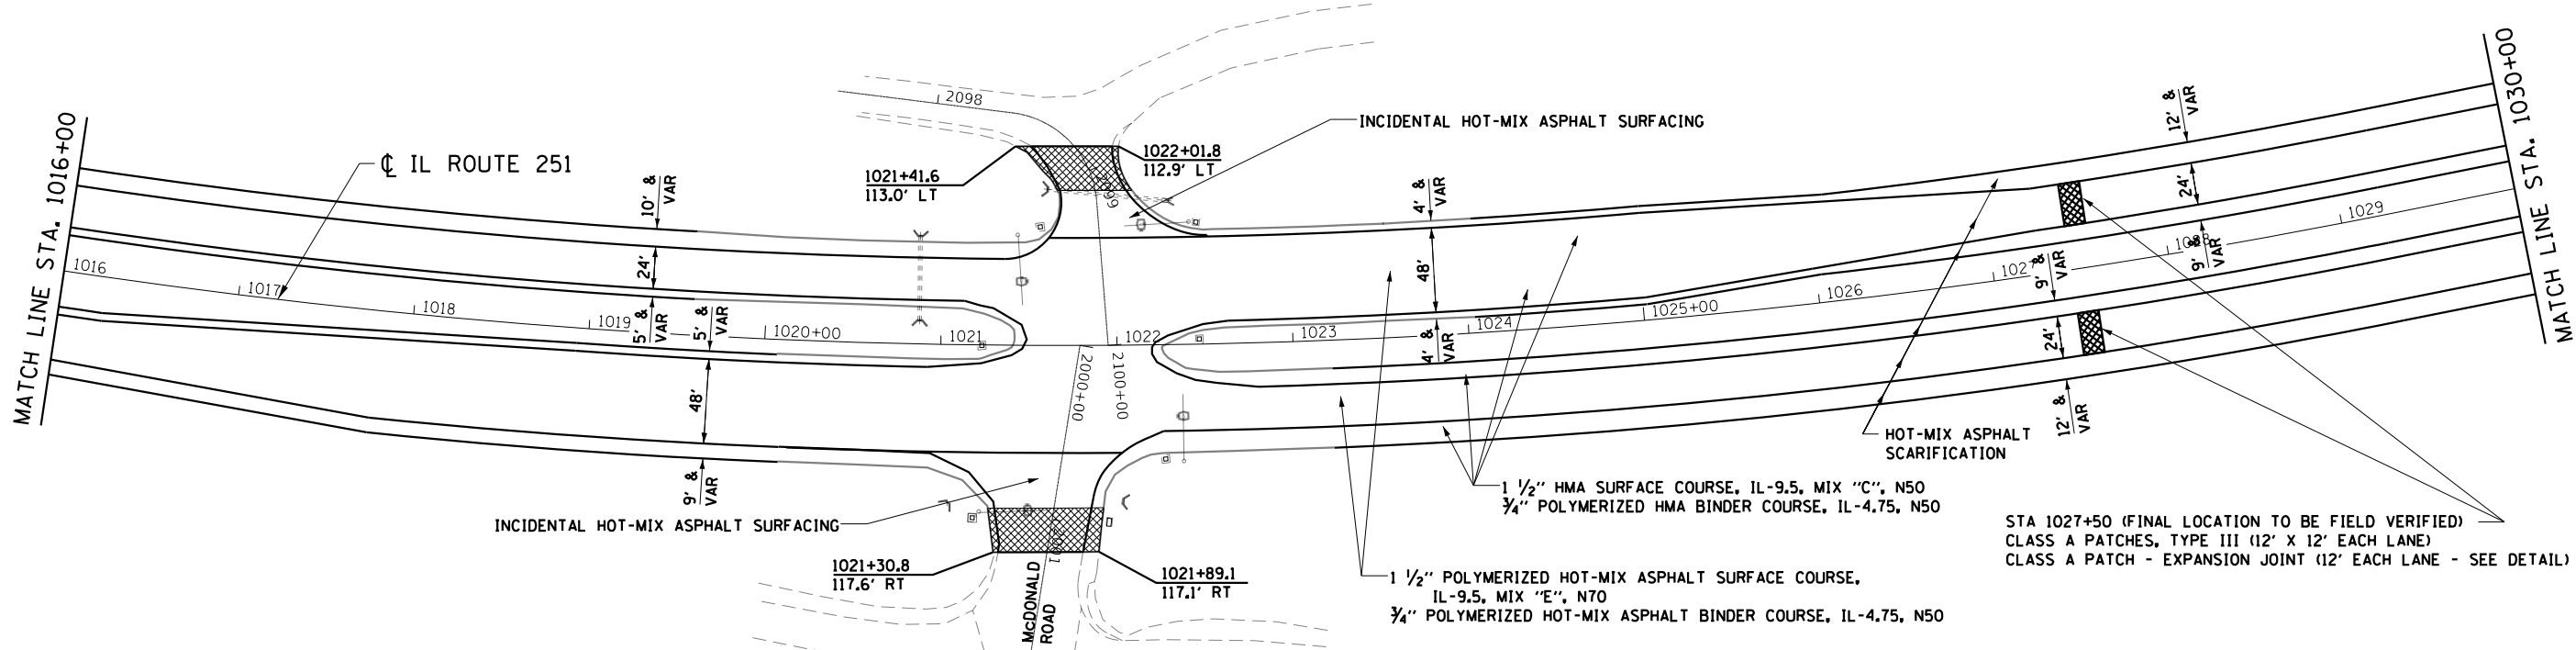 MATCH LINE STA. 1016+00
℄ IL ROUTE 251
10' &
VAR
24'
5' &
VAR
5' &
VAR
48'
9' &
VAR
1016
1017
1018
1019
1020+00
1021
1022
1023
1024
1025+00
1026
1027
1028
1029
2098
2099
2000+00
2100+00
2001
1021+41.6
113.0' LT
1022+01.8
112.9' LT
INCIDENTAL HOT-MIX ASPHALT SURFACING
4' &
VAR
48'
4' &
VAR
12' &
VAR
24'
9' &
VAR
9' &
VAR
24'
12' &
VAR
MATCH LINE STA. 1030+00
HOT-MIX ASPHALT
SCARIFICATION
1 ½" HMA SURFACE COURSE, IL-9.5, MIX "C", N50
¾" POLYMERIZED HMA BINDER COURSE, IL-4.75, N50
INCIDENTAL HOT-MIX ASPHALT SURFACING
STA 1027+50 (FINAL LOCATION TO BE FIELD VERIFIED)
CLASS A PATCHES, TYPE III (12' X 12' EACH LANE)
CLASS A PATCH - EXPANSION JOINT (12' EACH LANE - SEE DETAIL)
1021+30.8
117.6' RT
1021+89.1
117.1' RT
McDONALD
ROAD
1 ½" POLYMERIZED HOT-MIX ASPHALT SURFACE COURSE,
IL-9.5, MIX "E", N70
¾" POLYMERIZED HOT-MIX ASPHALT BINDER COURSE, IL-4.75, N50